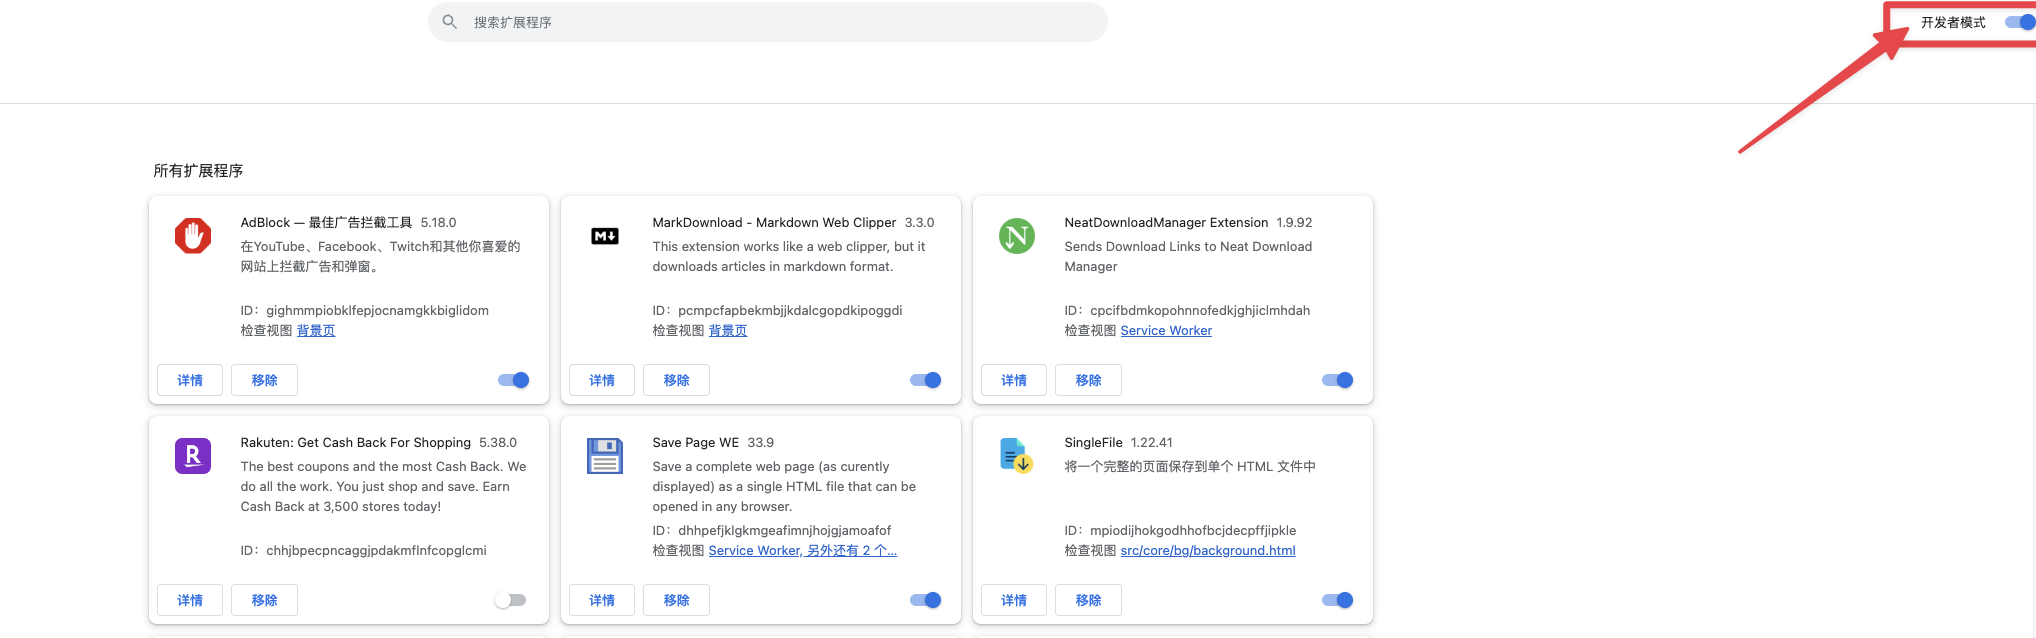 搜索扩展程序
开发者模式
所有扩展程序
AdBlock — 最佳广告拦截工具 5.18.0
在YouTube、Facebook、Twitch和其他你喜爱的
网站上拦截广告和弹窗。
ID：gighmmpiobklfepjocnamgkkbiglidom
检查视图 背景页
详情 移除
M↓
MarkDownload - Markdown Web Clipper 3.3.0
This extension works like a web clipper, but it
downloads articles in markdown format.
ID：pcmpcfapbekmbjjkdalcgopdkipoggdi
检查视图 背景页
详情 移除
N
NeatDownloadManager Extension 1.9.92
Sends Download Links to Neat Download
Manager
ID：cpcifbdmkopohnnofedkjghjiclmhdah
检查视图 Service Worker
详情 移除
R
Rakuten: Get Cash Back For Shopping 5.38.0
The best coupons and the most Cash Back. We
do all the work. You just shop and save. Earn
Cash Back at 3,500 stores today!
ID：chhjbpecpncaggjpdakmflnfcopglcmi
详情 移除
Save Page WE 33.9
Save a complete web page (as curently
displayed) as a single HTML file that can be
opened in any browser.
ID：dhhpefjklgkmgeafimnjhojgjamoafof
检查视图 Service Worker, 另外还有 2 个...
详情 移除
SingleFile 1.22.41
将一个完整的页面保存到单个 HTML 文件中
ID：mpiodijhokgodhhofbcjdecpffjipkle
检查视图 src/core/bg/background.html
详情 移除